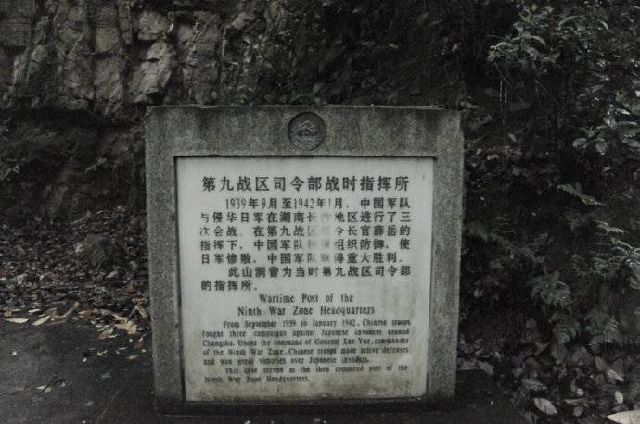 第九战区司令部战时指挥所
1939年9月至1942年1月，中国军队
与侵华日军在湖南长沙地区进行了三
次会战。在第九战区司令长官薛岳的
指挥下，中国军队积极组织防御，使
日军惨败，中国军队取得重大胜利。
此山洞曾为当时第九战区司令部
的指挥所。
Wartime Post of the
Ninth War Zone Headquarters
From September 1939 to January 1942, Chinese troops
fought three campaigns against Japanese invaders around
Changsha. Under the command of General Xue Yue, commander
of the Ninth War Zone, Chinese troops made active defenses
and won great victories over Japanese invaders.
This cave served as the then command post of the
Ninth War Zone Headquarters.